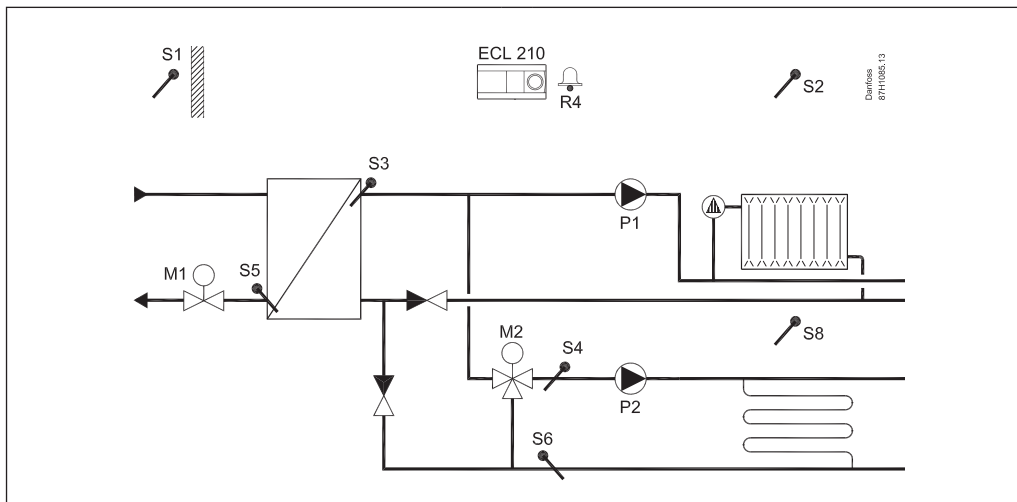 S1
ECL 210
R4
S2
Danfoss
87H1085.13
S3
P1
M1
S5
S8
M2
S4
P2
S6